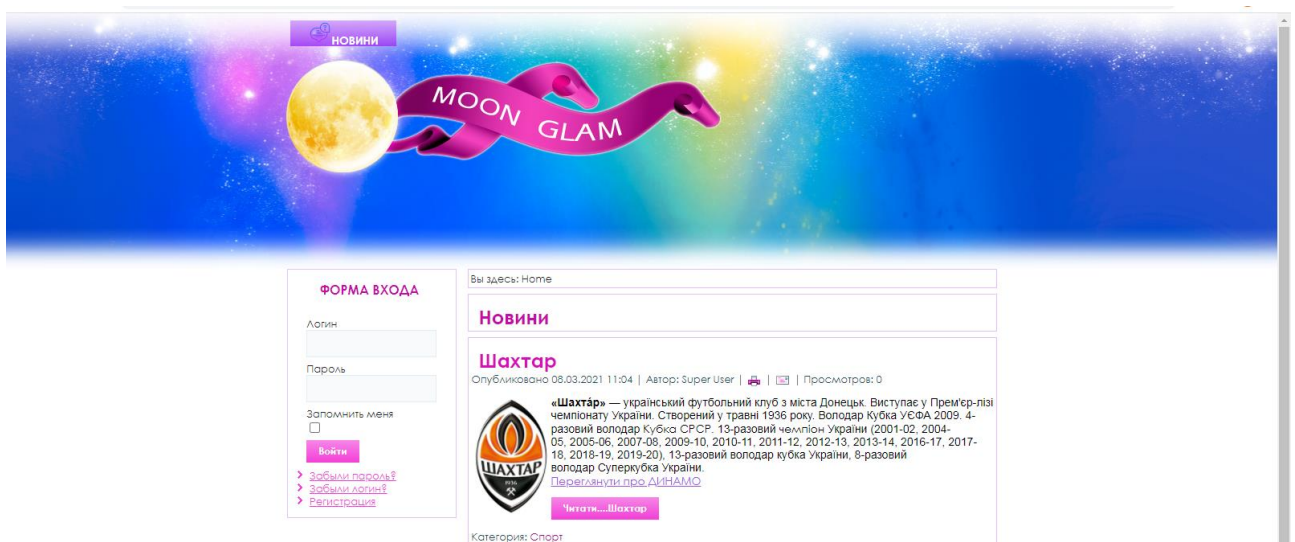 НОВИНИ
MOON GLAM
ФОРМА ВХОДА
Логин
Пароль
Запомнить меня
Войти
Забыли пароль?
Забыли логин?
Регистрация
Вы здесь: Home
Новини
Шахтар
Опубликовано 08.03.2021 11:04 | Автор: Super User | | | Просмотров: 0
ШАХТАР
1936
«Шахта́р» — український футбольний клуб з міста Донецьк. Виступає у Прем'єр-лізі
чемпіонату України. Створений у травні 1936 року. Володар Кубка УЄФА 2009. 4-
разовий володар Кубка СРСР. 13-разовий чемпіон України (2001-02, 2004-
05, 2005-06, 2007-08, 2009-10, 2010-11, 2011-12, 2012-13, 2013-14, 2016-17, 2017-
18, 2018-19, 2019-20), 13-разовий володар кубка України, 8-разовий
володар Суперкубка України.
Переглянути про ДИНАМО
Читати....Шахтар
Категория: Спорт